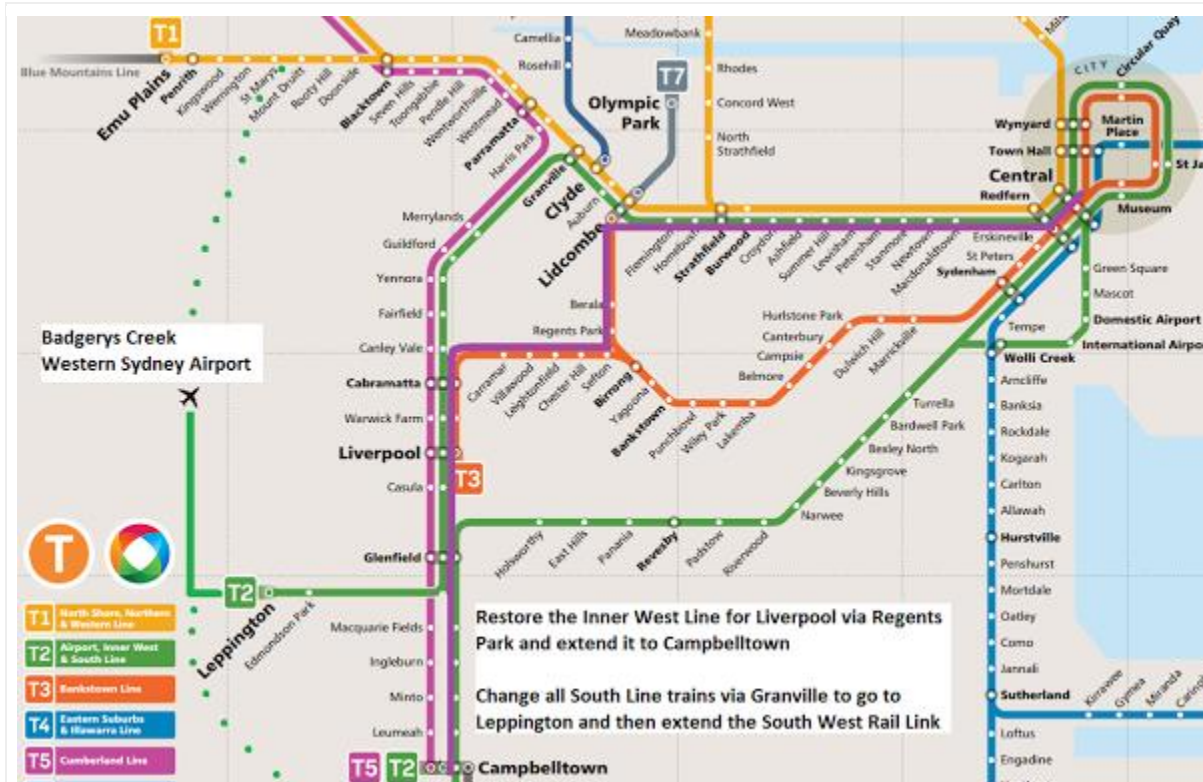 T1
Blue Mountains Line
Emu Plains
Penrith
Kingswood
Werrington
St Marys
Mount Druitt
Rooty Hill
Doonside
Blacktown
Seven Hills
Toongabbie
Pendle Hill
Wentworthville
Westmead
Parramatta
Harris Park
Granville
Clyde
Auburn
Lidcombe
Camellia
Rosehill
T7
Olympic
Park
Meadowbank
Rhodes
Concord West
North
Strathfield
CITY
Circular Quay
Wynyard
Martin
Place
Town Hall
Central
Redfern
Museum
Merrylands
Guildford
Yennora
Fairfield
Canley Vale
Cabramatta
Warwick Farm
Liverpool
Casula
Glenfield
T3
Flemington
Homebush
Strathfield
Burwood
Croydon
Ashfield
Summer Hill
Lewisham
Petersham
Stanmore
Newtown
Macdonaldtown
Erskineville
St Peters
Sydenham
Green Square
Mascot
Domestic Airport
International Airpo
Tempe
Wolli Creek
Berala
Regents Park
Carramar
Villawood
Leightonfield
Chester Hill
Sefton
Birrong
Yagoona
Bankstown
Punchbowl
Wiley Park
Lakemba
Belmore
Campsie
Canterbury
Hurlstone Park
Dulwich Hill
Marrickville
Badgerys Creek
Western Sydney Airport
Turrella
Bardwell Park
Bexley North
Kingsgrove
Beverly Hills
Narwee
Riverwood
Padstow
Revesby
Panania
East Hills
Holsworthy
Arncliffe
Banksia
Rockdale
Kogarah
Carlton
Allawah
Hurstville
Penshurst
Mortdale
Oatley
Como
Jannali
Sutherland
Loftus
Engadine
Kirrawee
Gymea
Miranda
T
T2
Leppington
Edmondson Park
Macquarie Fields
Ingleburn
Minto
Leumeah
T5 T2 Campbelltown
Restore the Inner West Line for Liverpool via Regents
Park and extend it to Campbelltown
Change all South Line trains via Granville to go to
Leppington and then extend the South West Rail Link
T1 North Shore, Northern
& Western Line
T2 Airport, Inner West
& South Line
T3 Bankstown Line
T4 Eastern Suburbs
& Illawarra Line
T5 Cumberland Line